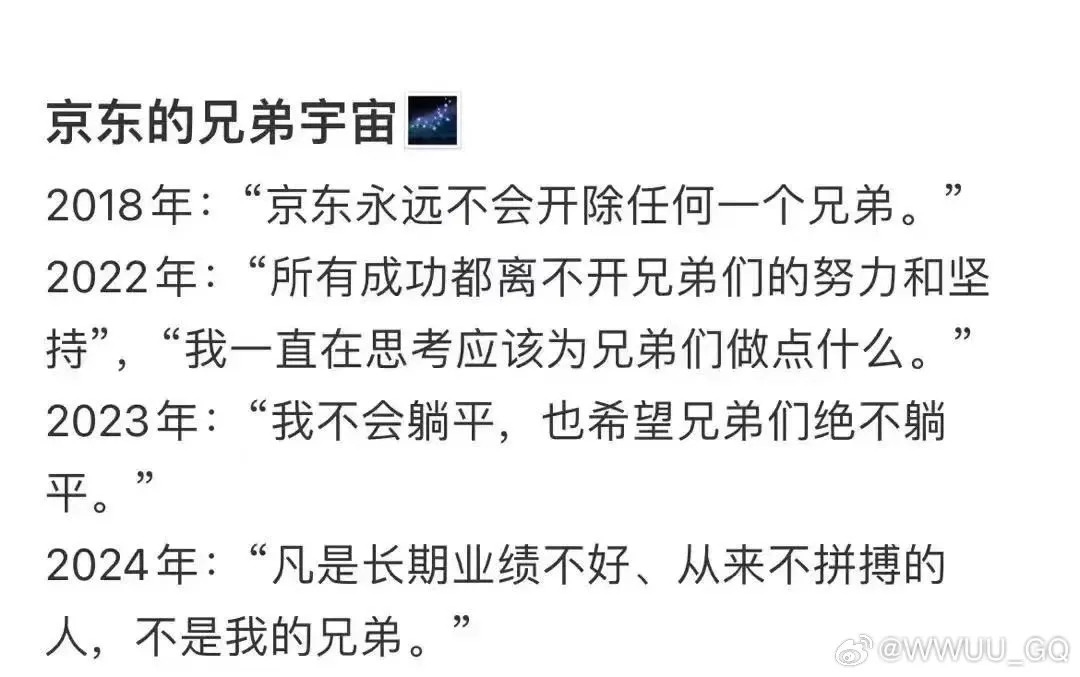 京东的兄弟宇宙
2018年：“京东永远不会开除任何一个兄弟。”
2022年：“所有成功都离不开兄弟们的努力和坚
持”，“我一直在思考应该为兄弟们做点什么。”
2023年：“我不会躺平，也希望兄弟们绝不躺
平。”
2024年：“凡是长期业绩不好、从来不拼搏的
人，不是我的兄弟。”
@WWUU_GQ